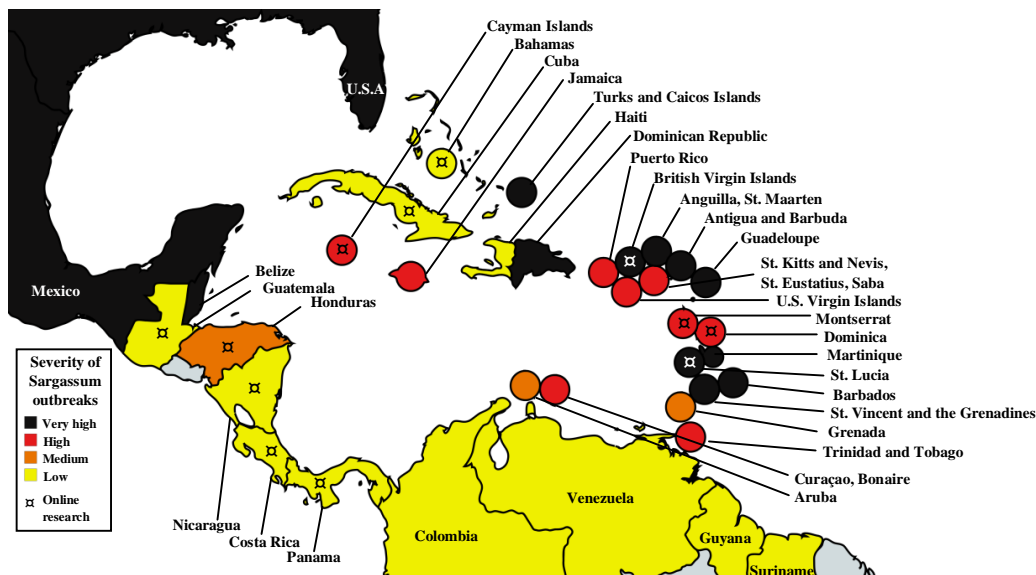 Cayman Islands
Bahamas
Cuba
Jamaica
U.S.A
Turks and Caicos Islands
Haiti
Dominican Republic
Puerto Rico
British Virgin Islands
Anguilla, St. Maarten
Antigua and Barbuda
Guadeloupe
St. Kitts and Nevis,
St. Eustatius, Saba
U.S. Virgin Islands
Montserrat
Dominica
Martinique
St. Lucia
Barbados
St. Vincent and the Grenadines
Grenada
Trinidad and Tobago
Curaçao, Bonaire
Aruba
Mexico
Belize
Guatemala
Honduras
Severity of
Sargassum
outbreaks
Very high
High
Medium
Low
Online
research
Nicaragua
Costa Rica
Panama
Colombia
Venezuela
Guyana
Suriname